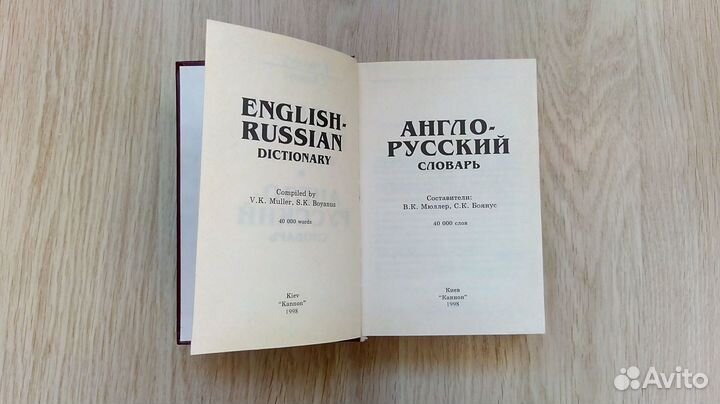 ENGLISH-
RUSSIAN
DICTIONARY
Compiled by
V.K. Muller, S.K. Boyanus
40 000 words
Kiev
"Kannon"
1998
АНГЛО-
РУССКИЙ
СЛОВАРЬ
Составители:
В.К. Мюллер, С.К. Боянус
40 000 слов
Киев
"Каннон"
1998
Avito